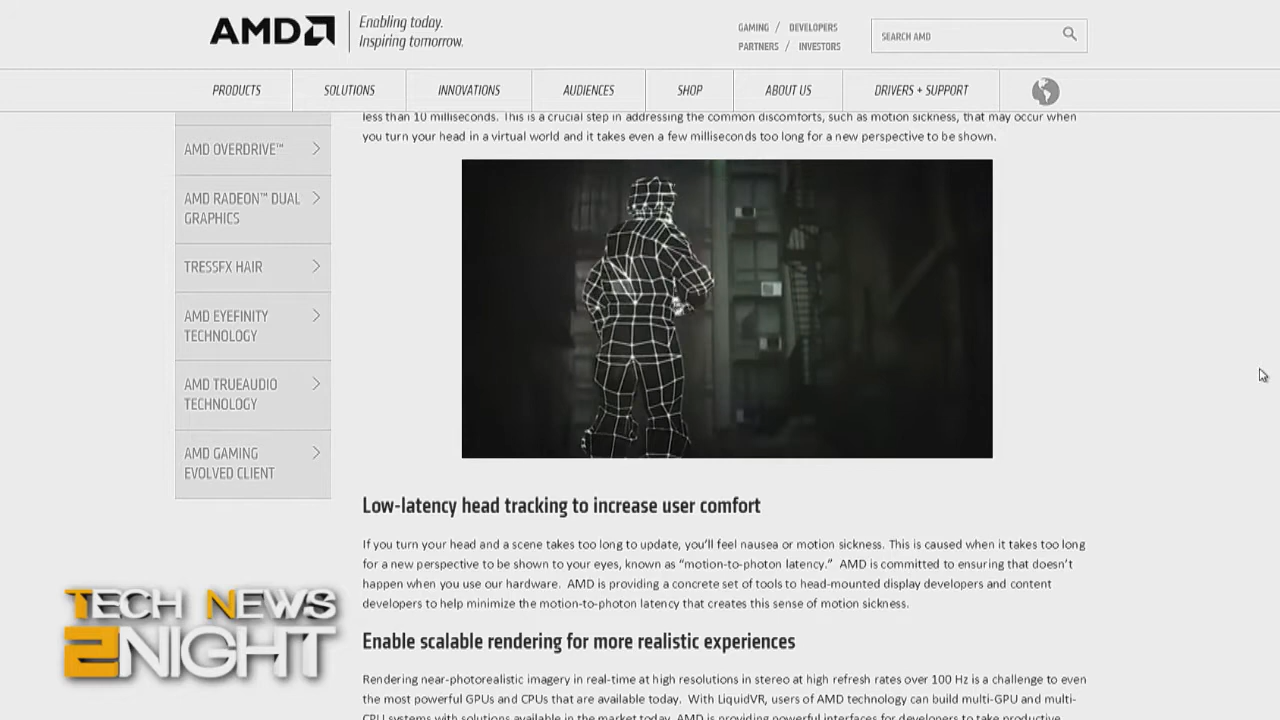 AMD
Enabling today.
Inspiring tomorrow.
GAMING / DEVELOPERS
PARTNERS / INVESTORS
SEARCH AMD
PRODUCTS
SOLUTIONS
INNOVATIONS
AUDIENCES
SHOP
ABOUT US
DRIVERS + SUPPORT
AMD OVERDRIVE™
AMD RADEON™ DUAL
GRAPHICS
TRESSFX HAIR
AMD EYEFINITY
TECHNOLOGY
AMD TRUEAUDIO
TECHNOLOGY
AMD GAMING
EVOLVED CLIENT
less than 10 milliseconds. This is a crucial step in addressing the common discomforts, such as motion sickness, that may occur when
you turn your head in a virtual world and it takes even a few milliseconds too long for a new perspective to be shown.
Low-latency head tracking to increase user comfort
If you turn your head and a scene takes too long to update, you'll feel nausea or motion sickness. This is caused when it takes too long
for a new perspective to be shown to your eyes, known as “motion-to-photon latency.” AMD is committed to ensuring that doesn't
happen when you use our hardware. AMD is providing a concrete set of tools to head-mounted display developers and content
developers to help minimize the motion-to-photon latency that creates this sense of motion sickness.
Enable scalable rendering for more realistic experiences
Rendering near-photorealistic imagery in real-time at high resolutions in stereo at high refresh rates over 100 Hz is a challenge to even
the most powerful GPUs and CPUs that are available today. With LiquidVR, users of AMD technology can build multi-GPU and multi-
CPU systems with solutions available in the market today. AMD is providing powerful interfaces for developers to take productive
TECH NEWS
2NIGHT